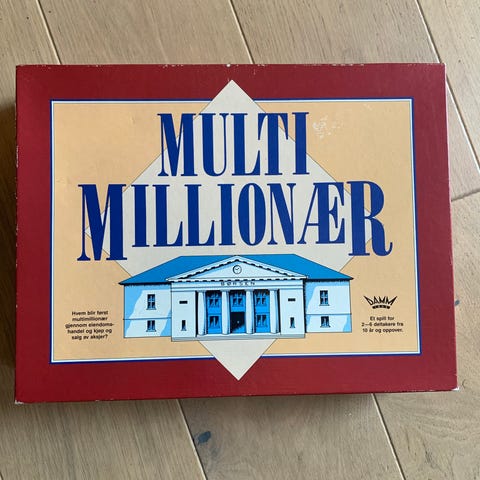 MULTI
MILLIONÆR
BØRSEN
Hvem blir først
multimillionær
gjennom eiendoms-
handel og kjøp og
salg av aksjer?
DAMM
Et spill for
2—6 deltakere fra
10 år og oppover.